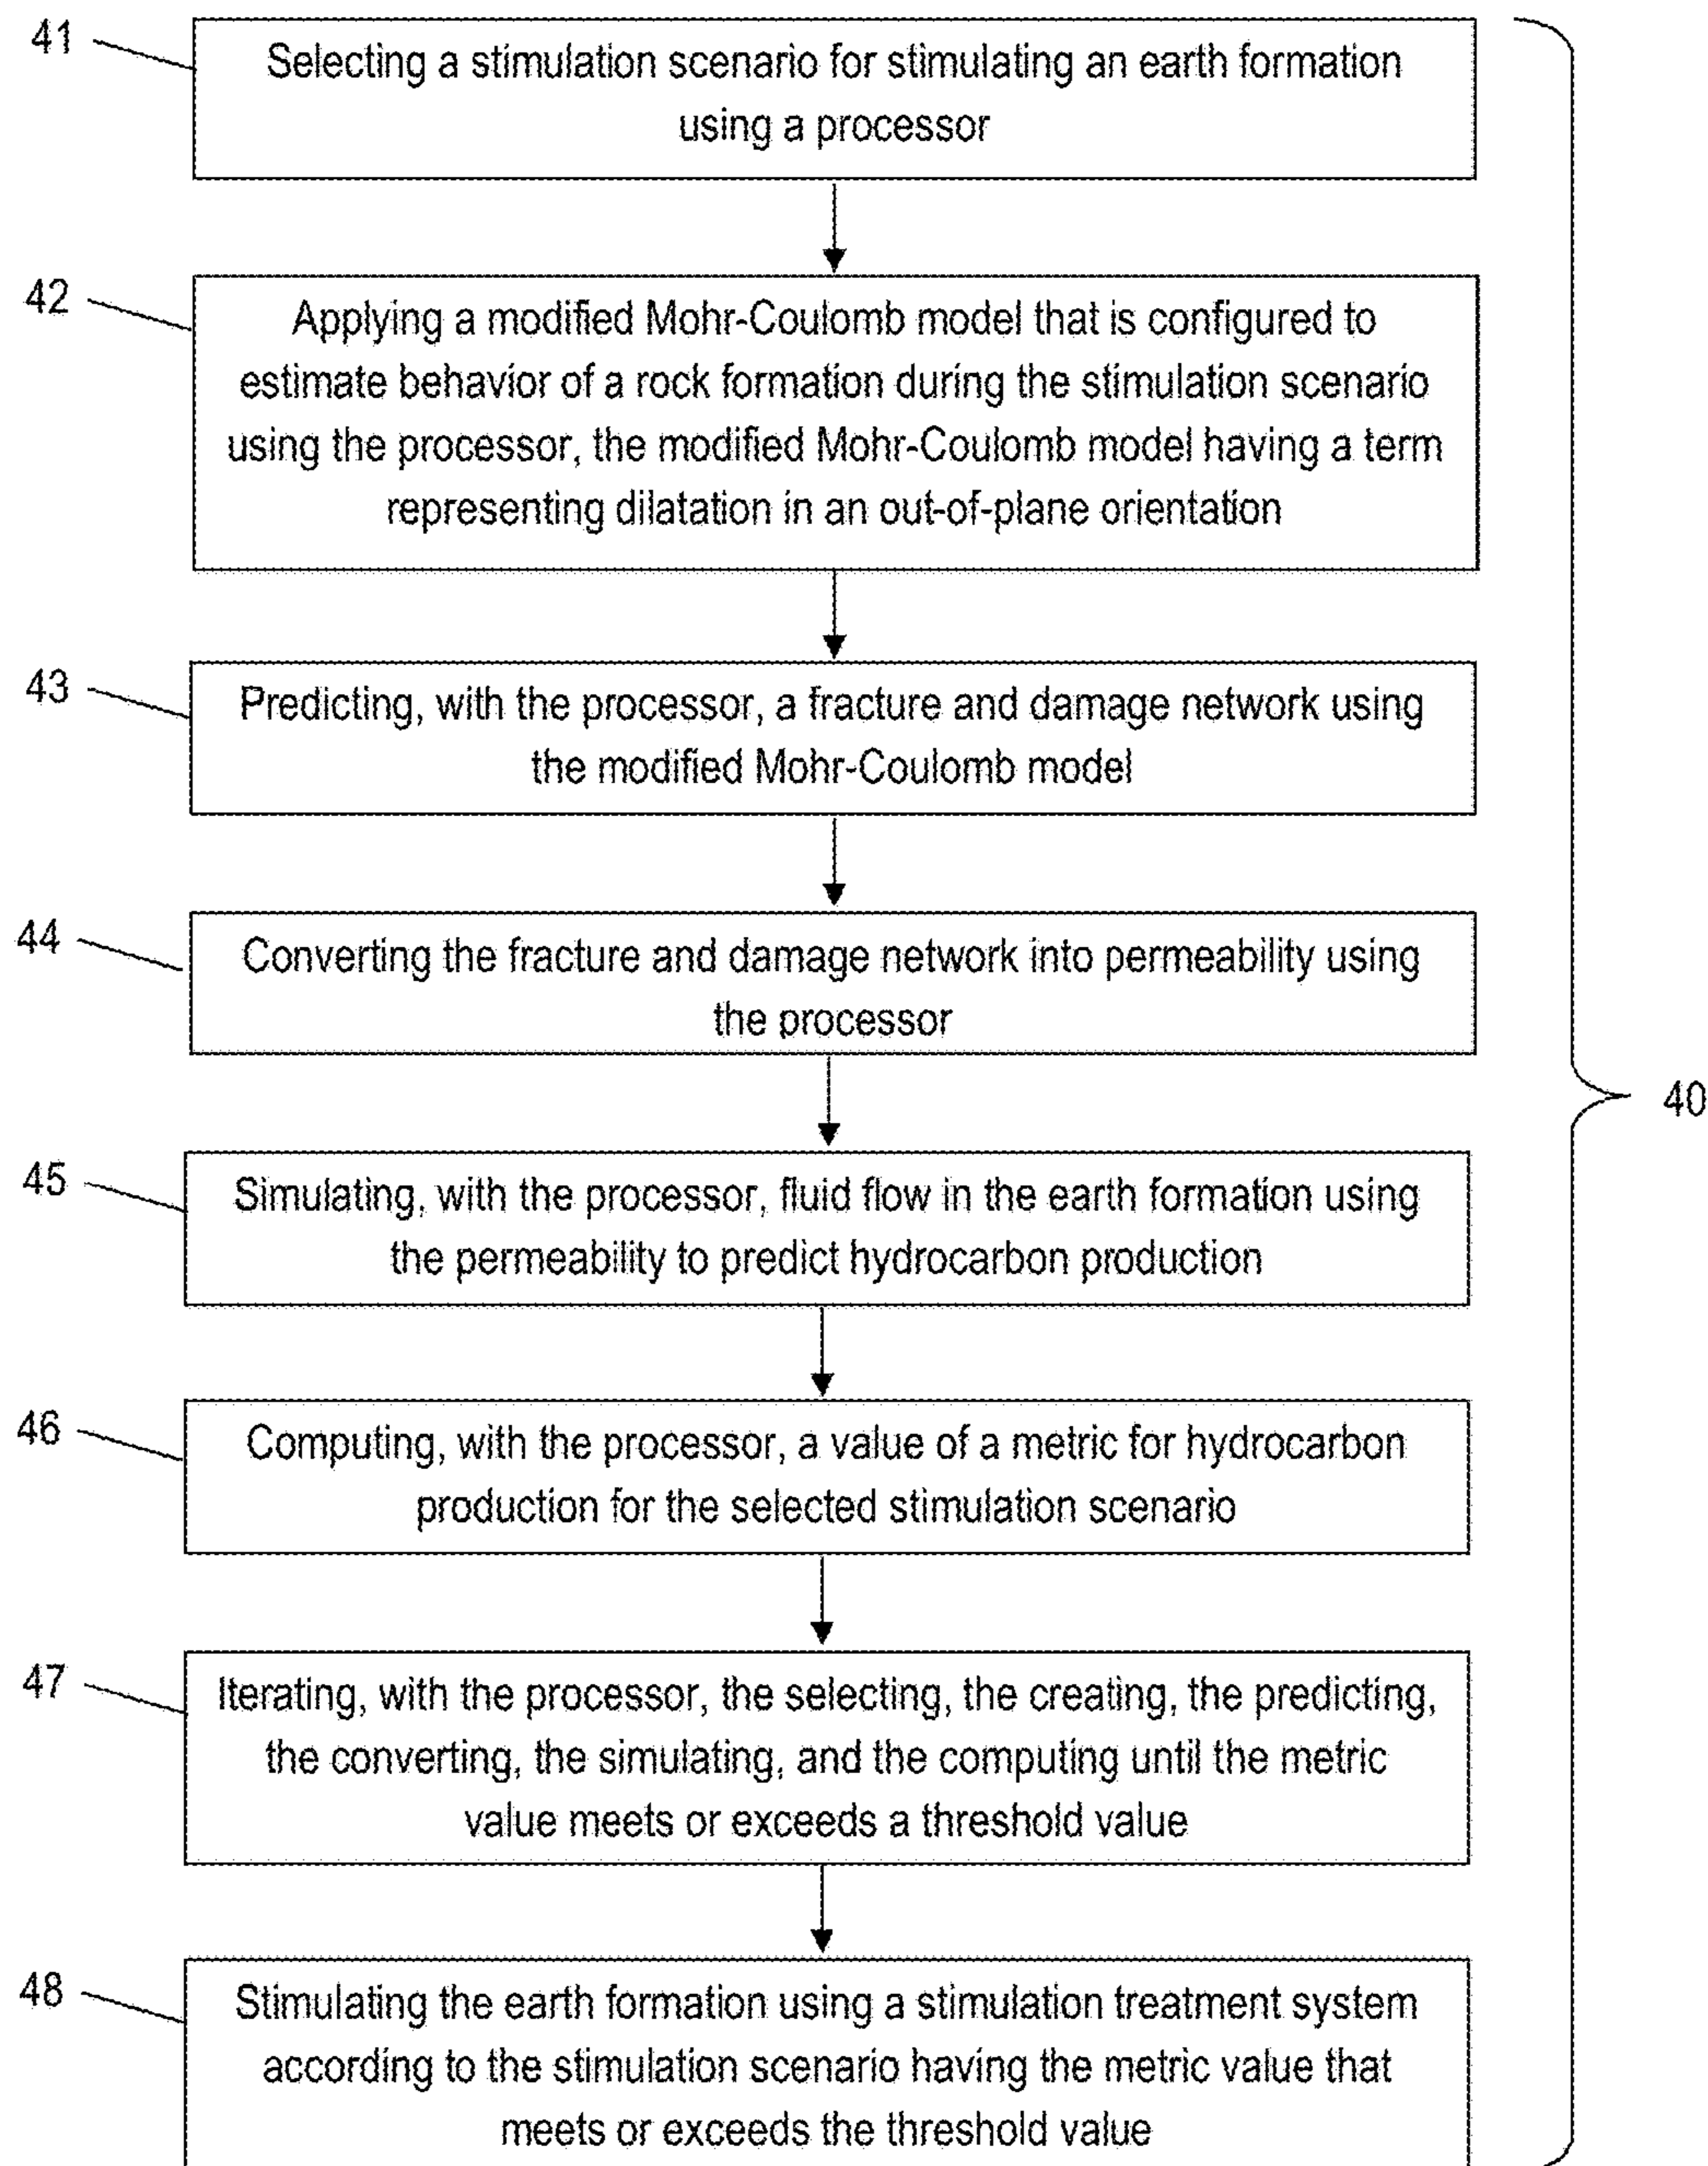 41
Selecting a stimulation scenario for stimulating an earth formation
using a processor
42
Applying a modified Mohr-Coulomb model that is configured to
estimate behavior of a rock formation during the stimulation scenario
using the processor, the modified Mohr-Coulomb model having a term
representing dilatation in an out-of-plane orientation
43
Predicting, with the processor, a fracture and damage network using
the modified Mohr-Coulomb model
44
Converting the fracture and damage network into permeability using
the processor
40
45
Simulating, with the processor, fluid flow in the earth formation using
the permeability to predict hydrocarbon production
46
Computing, with the processor, a value of a metric for hydrocarbon
production for the selected stimulation scenario
47
Iterating, with the processor, the selecting, the creating, the predicting,
the converting, the simulating, and the computing until the metric
value meets or exceeds a threshold value
48
Stimulating the earth formation using a stimulation treatment system
according to the stimulation scenario having the metric value that
meets or exceeds the threshold value